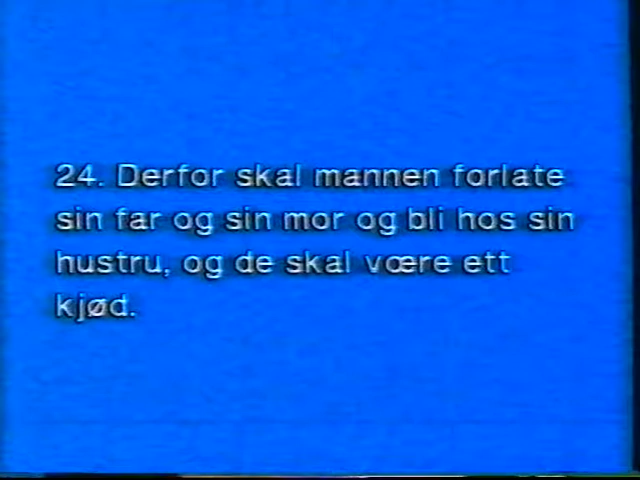 24. Derfor skal mannen forlate
sin far og sin mor og bli hos sin
hustru, og de skal være ett
kjød.